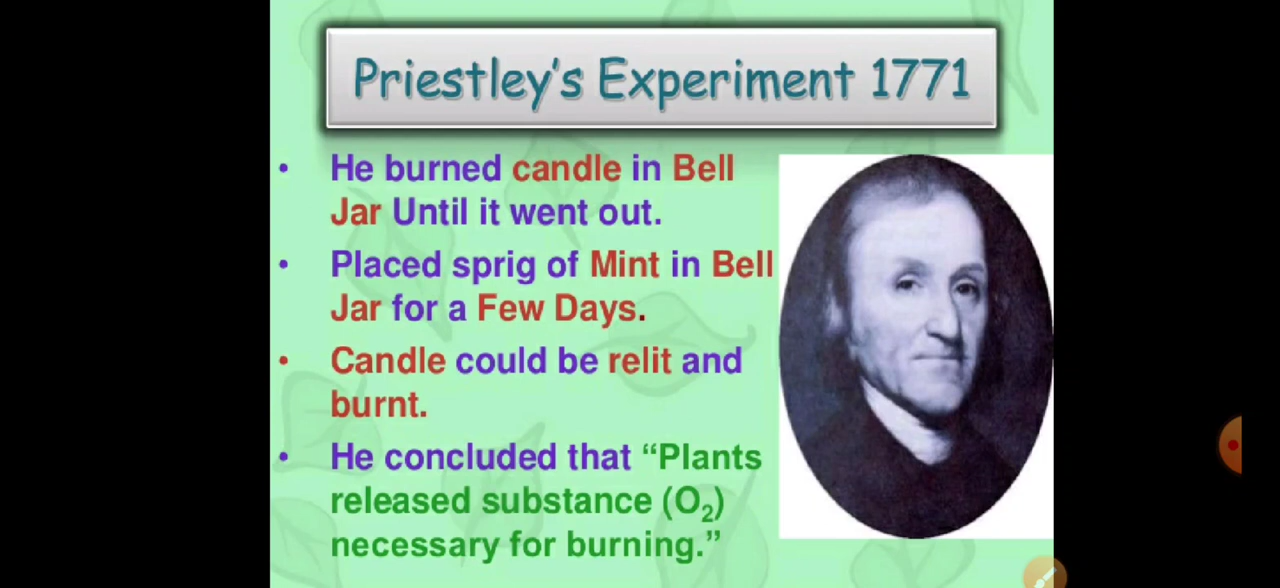 Priestley's Experiment 1771
• He burned candle in Bell
Jar Until it went out.
• Placed sprig of Mint in Bell
Jar for a Few Days.
• Candle could be relit and
burnt.
• He concluded that “Plants
released substance (O₂)
necessary for burning.”